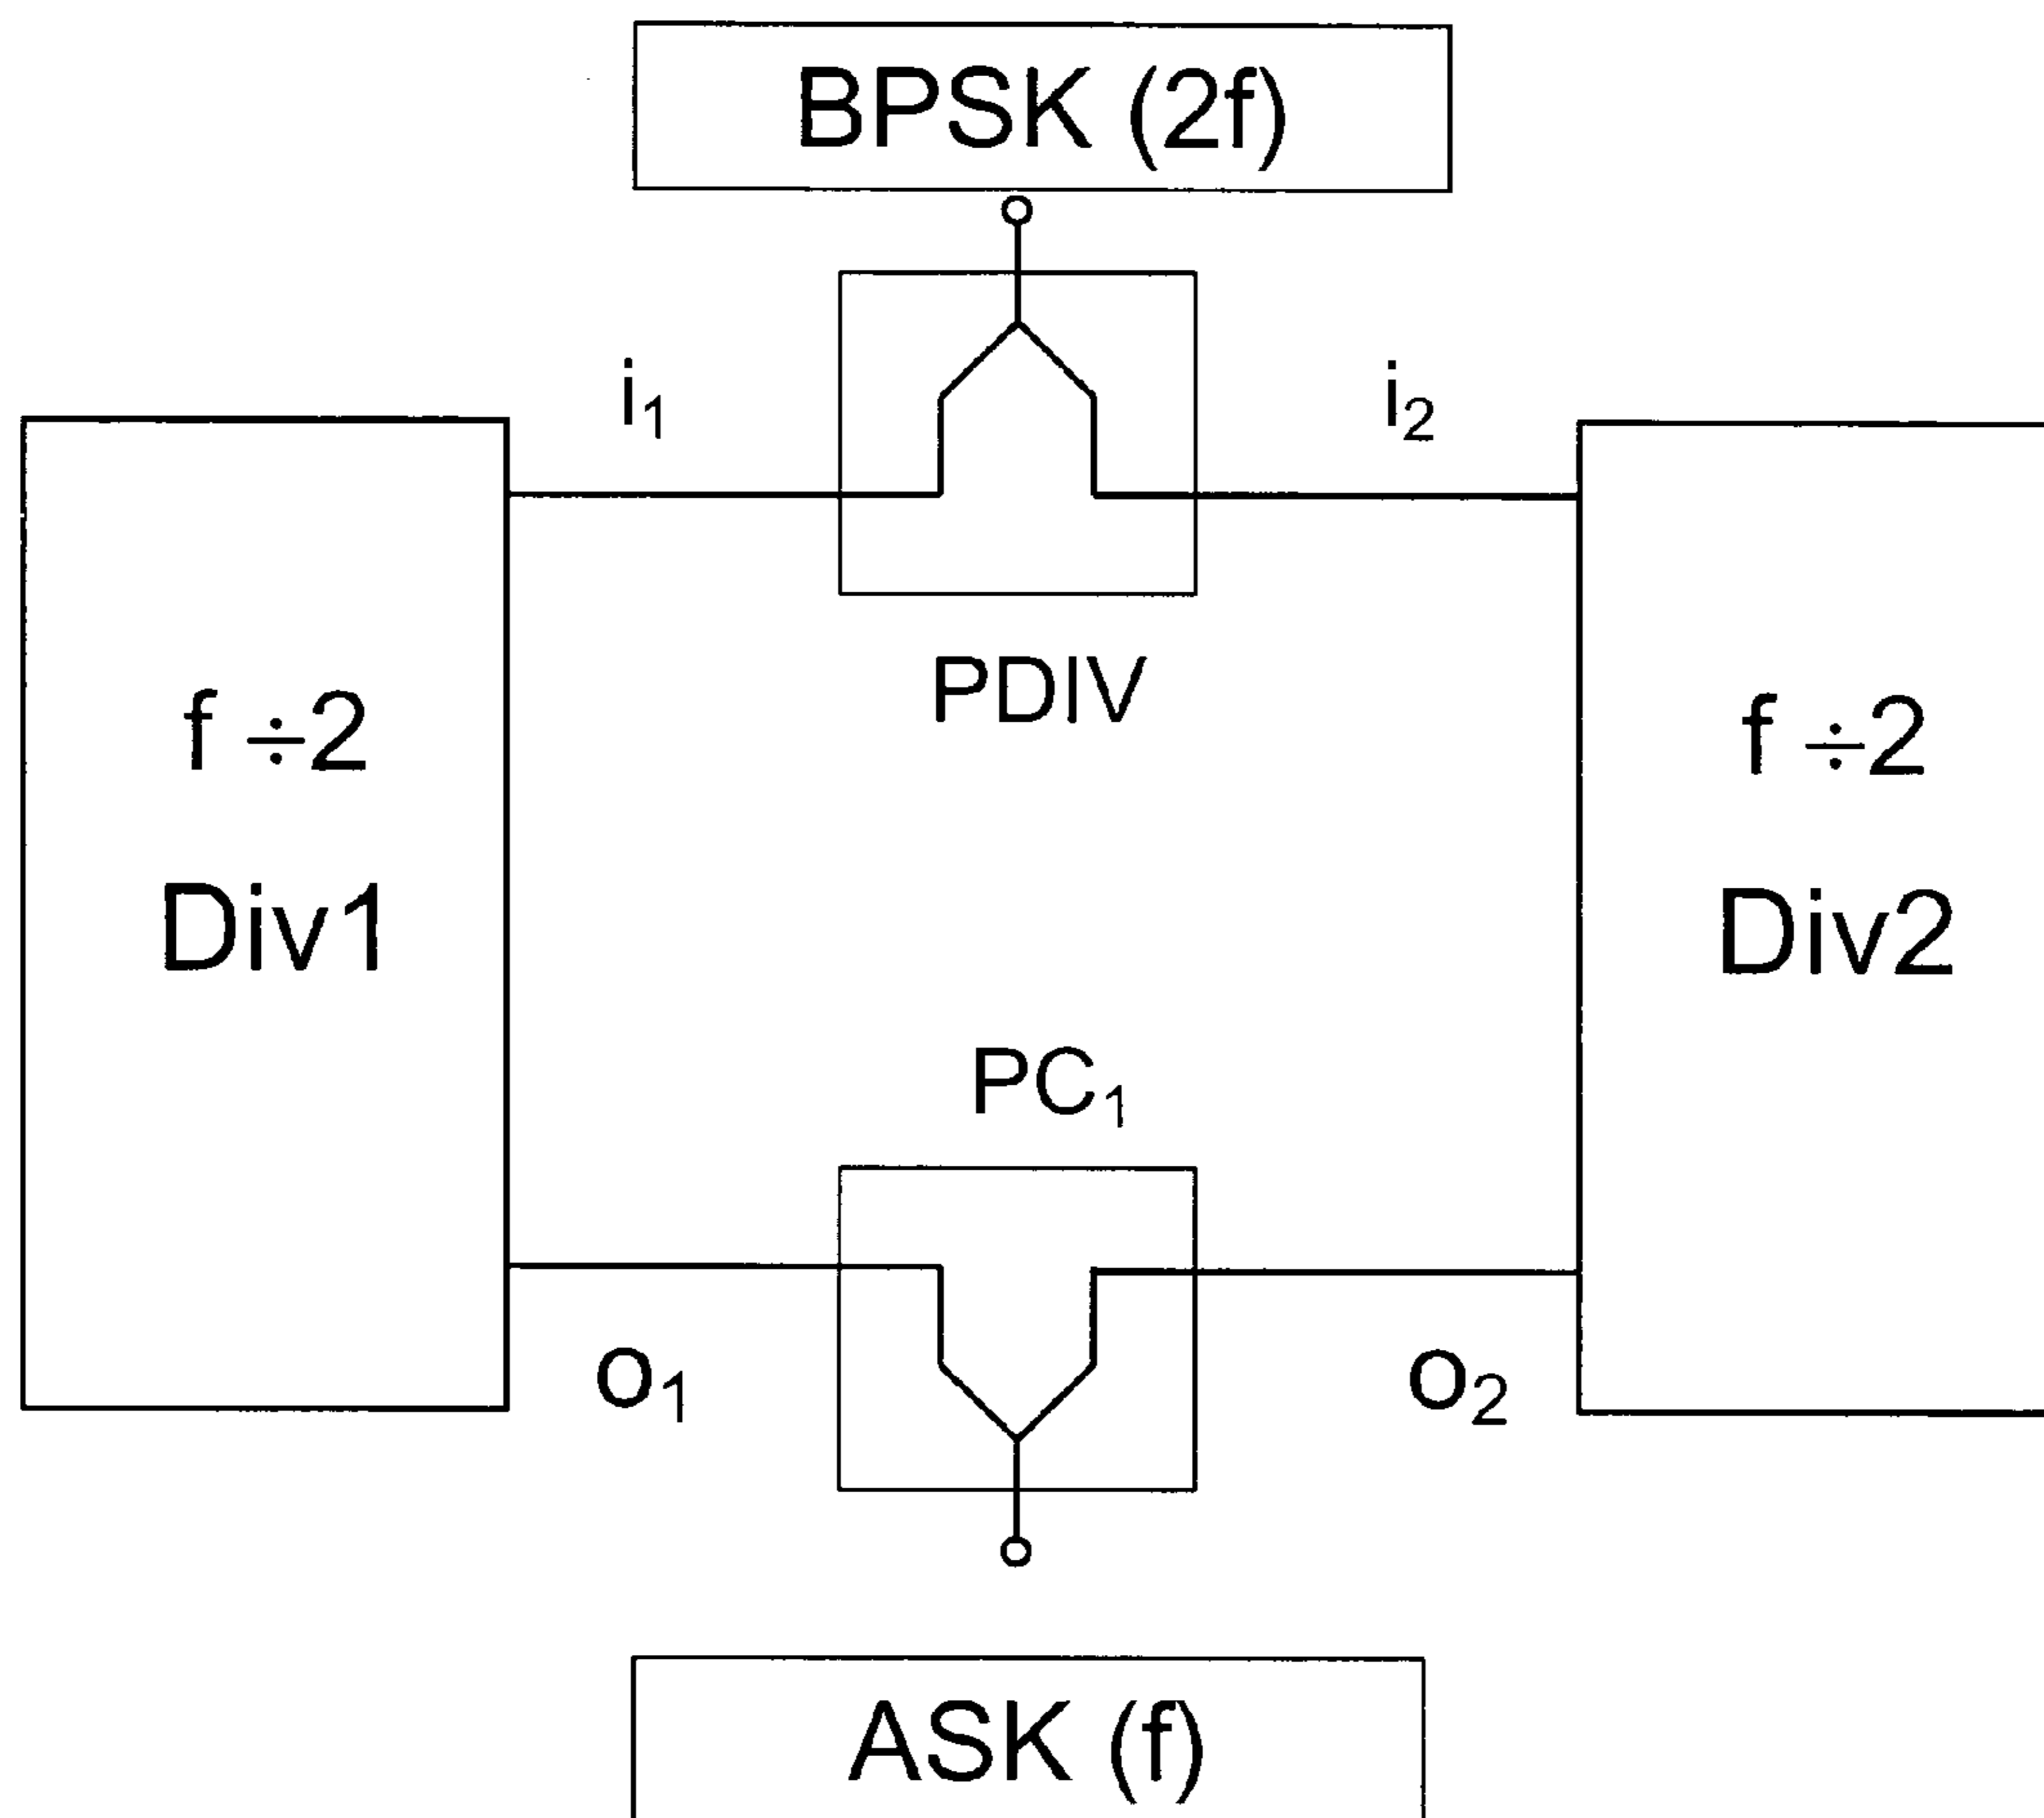 BPSK (2f)
i₁
i₂
PDIV
f ÷2
Div1
f ÷2
Div2
PC₁
o₁
o₂
ASK (f)